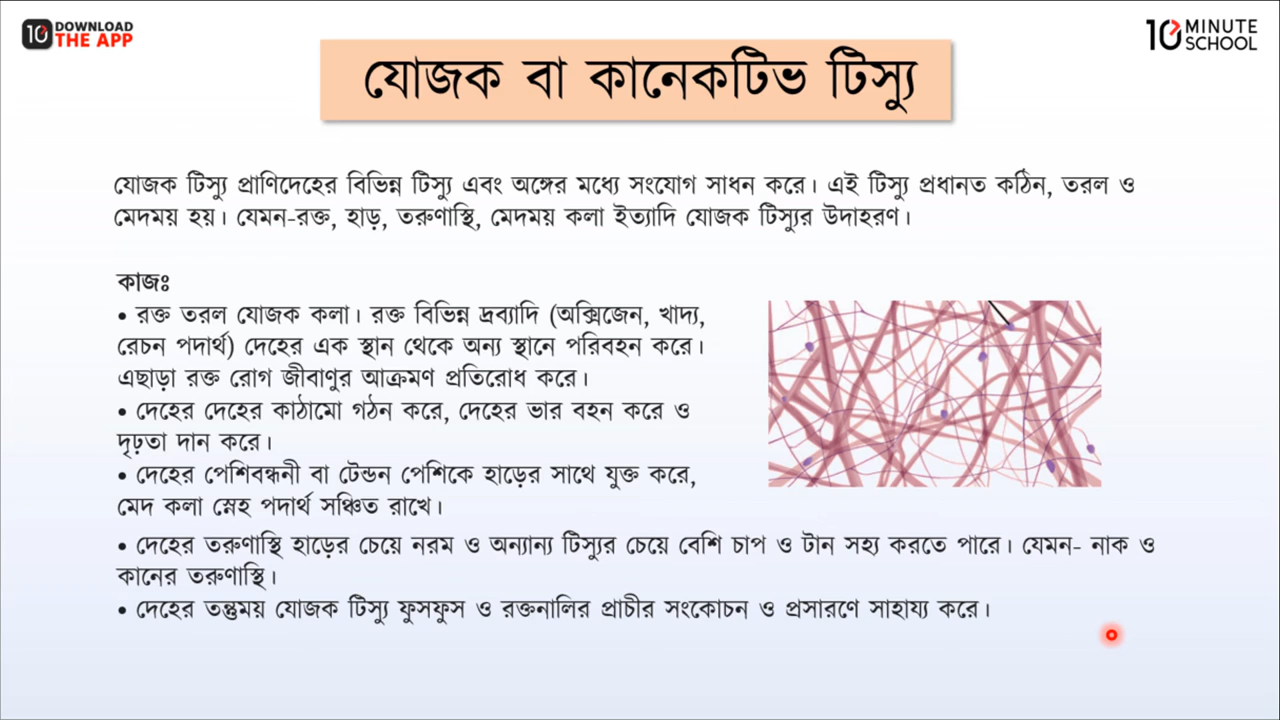 10 DOWNLOAD
THE APP
10 MINUTE
SCHOOL
যোজক বা কানেকটিভ টিস্যু
যোজক টিস্যু প্রাণিদেহের বিভিন্ন টিস্যু এবং অঙ্গের মধ্যে সংযোগ সাধন করে। এই টিস্যু প্রধানত কঠিন, তরল ও
মেদময় হয়। যেমন-রক্ত, হাড়, তরুণাস্থি, মেদময় কলা ইত্যাদি যোজক টিস্যুর উদাহরণ।
কাজঃ
• রক্ত তরল যোজক কলা। রক্ত বিভিন্ন দ্রব্যাদি (অক্সিজেন, খাদ্য,
রেচন পদার্থ) দেহের এক স্থান থেকে অন্য স্থানে পরিবহন করে।
এছাড়া রক্ত রোগ জীবাণুর আক্রমণ প্রতিরোধ করে।
• দেহের দেহের কাঠামো গঠন করে, দেহের ভার বহন করে ও
দৃঢ়তা দান করে।
• দেহের পেশিবন্ধনী বা টেন্ডন পেশিকে হাড়ের সাথে যুক্ত করে,
মেদ কলা স্নেহ পদার্থ সঞ্চিত রাখে।
• দেহের তরুণাস্থি হাড়ের চেয়ে নরম ও অন্যান্য টিস্যুর চেয়ে বেশি চাপ ও টান সহ্য করতে পারে। যেমন- নাক ও
কানের তরুণাস্থি।
• দেহের তন্তুময় যোজক টিস্যু ফুসফুস ও রক্তনালির প্রাচীর সংকোচন ও প্রসারণে সাহায্য করে।